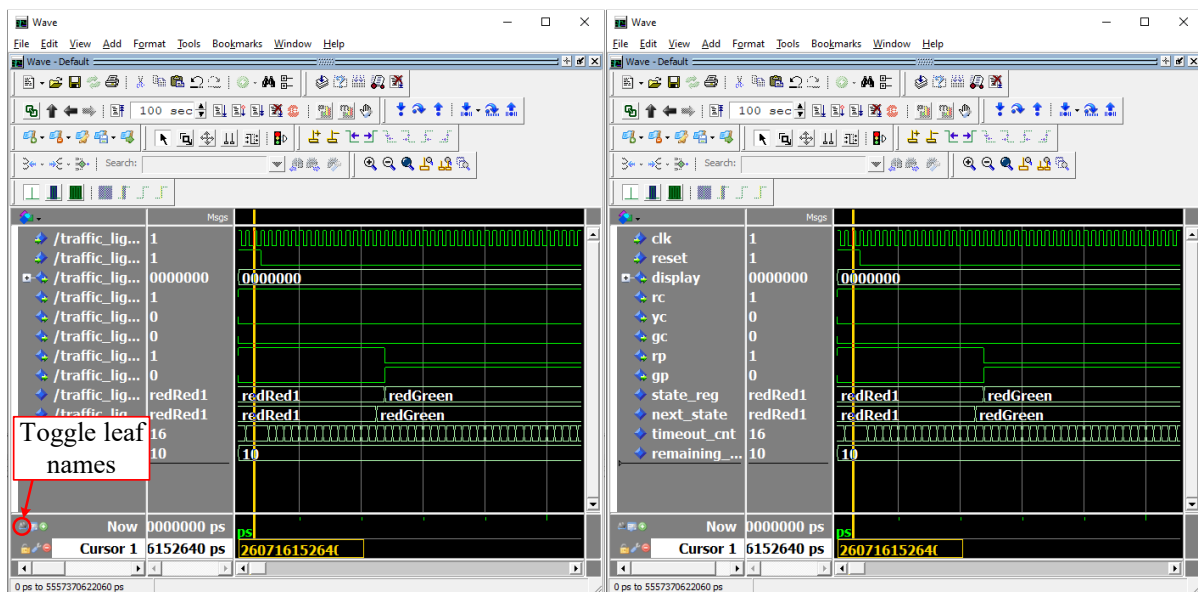 Wave
File Edit View Add Format Tools Bookmarks Window Help
Wave - Default
100 sec
Search:
Msgs
/traffic_lig... 1
/traffic_lig... 1
/traffic_lig... 0000000 0000000
/traffic_lig... 1
/traffic_lig... 0
/traffic_lig... 0
/traffic_lig... 1
/traffic_lig... 0
/traffic_lig... redRed1 redRed1 redGreen
/traffic_lig... redRed1 redRed1 redGreen
Toggle leaf
names
16
10 10
Now 0000000 ps ps
Cursor 1 6152640 ps 26071615264(
0 ps to 5557370622060 ps
Wave
File Edit View Add Format Tools Bookmarks Window Help
Wave - Default
100 sec
Search:
Msgs
clk 1
reset 1
display 0000000 0000000
rc 1
yc 0
gc 0
rp 1
gp 0
state_reg redRed1 redRed1 redGreen
next_state redRed1 redRed1 redGreen
timeout_cnt 16
remaining_... 10 10
Now 0000000 ps ps
Cursor 1 6152640 ps 26071615264(
0 ps to 5557370622060 ps